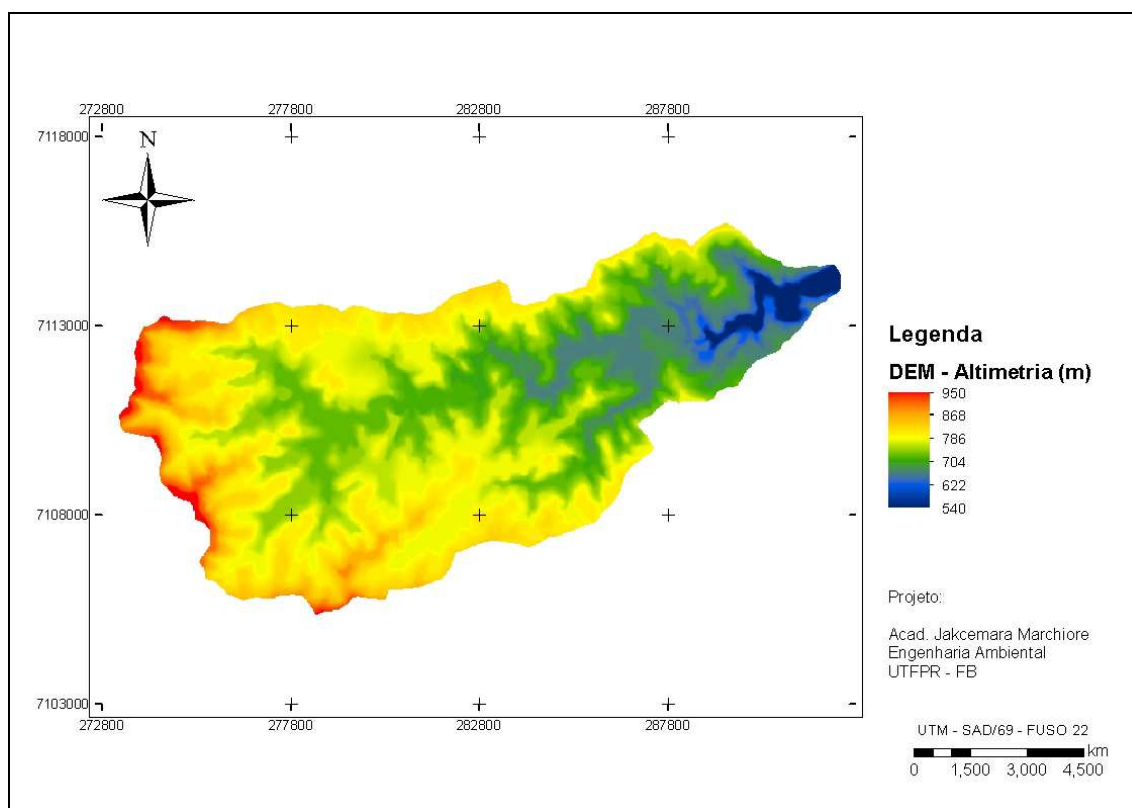 272800 277800 282800 287800
7118000
N
7113000
7108000
7103000
272800 277800 282800 287800
Legenda
DEM - Altimetria (m)
950
868
786
704
622
540
Projeto:
Acad. Jakcemara Marchiore
Engenharia Ambiental
UTFPR - FB
UTM - SAD/69 - FUSO 22
km
0 1,500 3,000 4,500